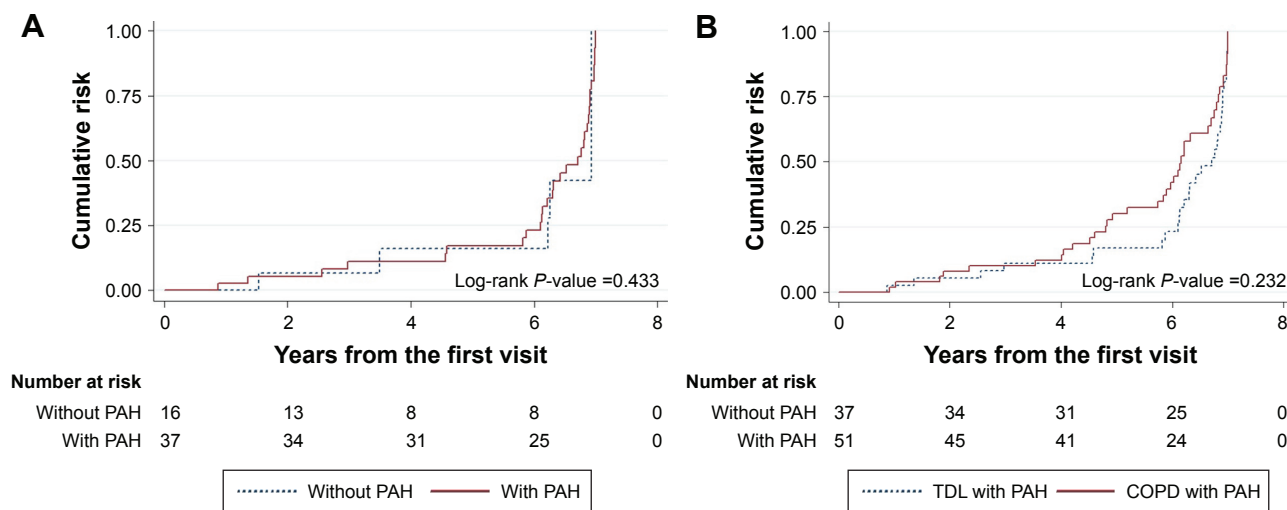 A
1.00
0.75
0.50
0.25
0.00
Cumulative risk
Log-rank P-value =0.433
0 2 4 6 8
Years from the first visit
Number at risk
Without PAH 16 13 8 8 0
With PAH 37 34 31 25 0
Without PAH With PAH
B
1.00
0.75
0.50
0.25
0.00
Cumulative risk
Log-rank P-value =0.232
0 2 4 6 8
Years from the first visit
Number at risk
Without PAH 37 34 31 25 0
With PAH 51 45 41 24 0
TDL with PAH COPD with PAH